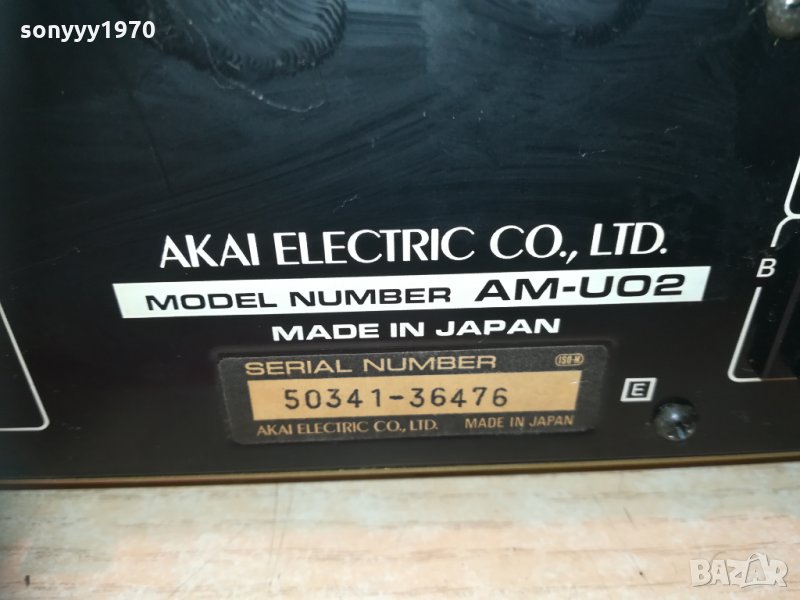 sonyyy1970
AKAI ELECTRIC CO., LTD.
MODEL NUMBER AM-U02
MADE IN JAPAN
SERIAL NUMBER ISO-M
50341-36476
AKAI ELECTRIC CO., LTD. MADE IN JAPAN
E
B
BAZAR